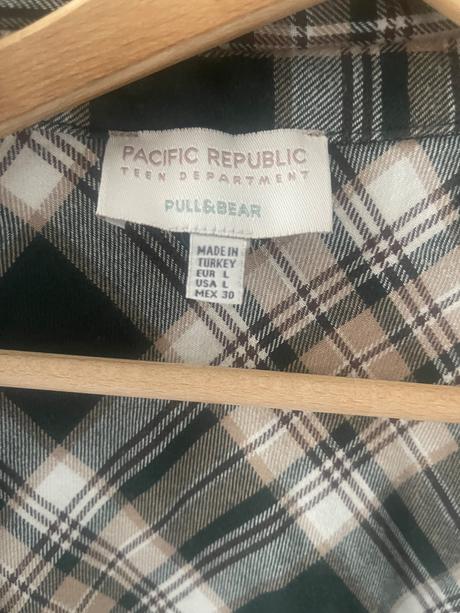 PACIFIC REPUBLIC
TEEN DEPARTMENT
PULL&BEAR
MADE IN
TURKEY
EUR L
USA L
MEX 30